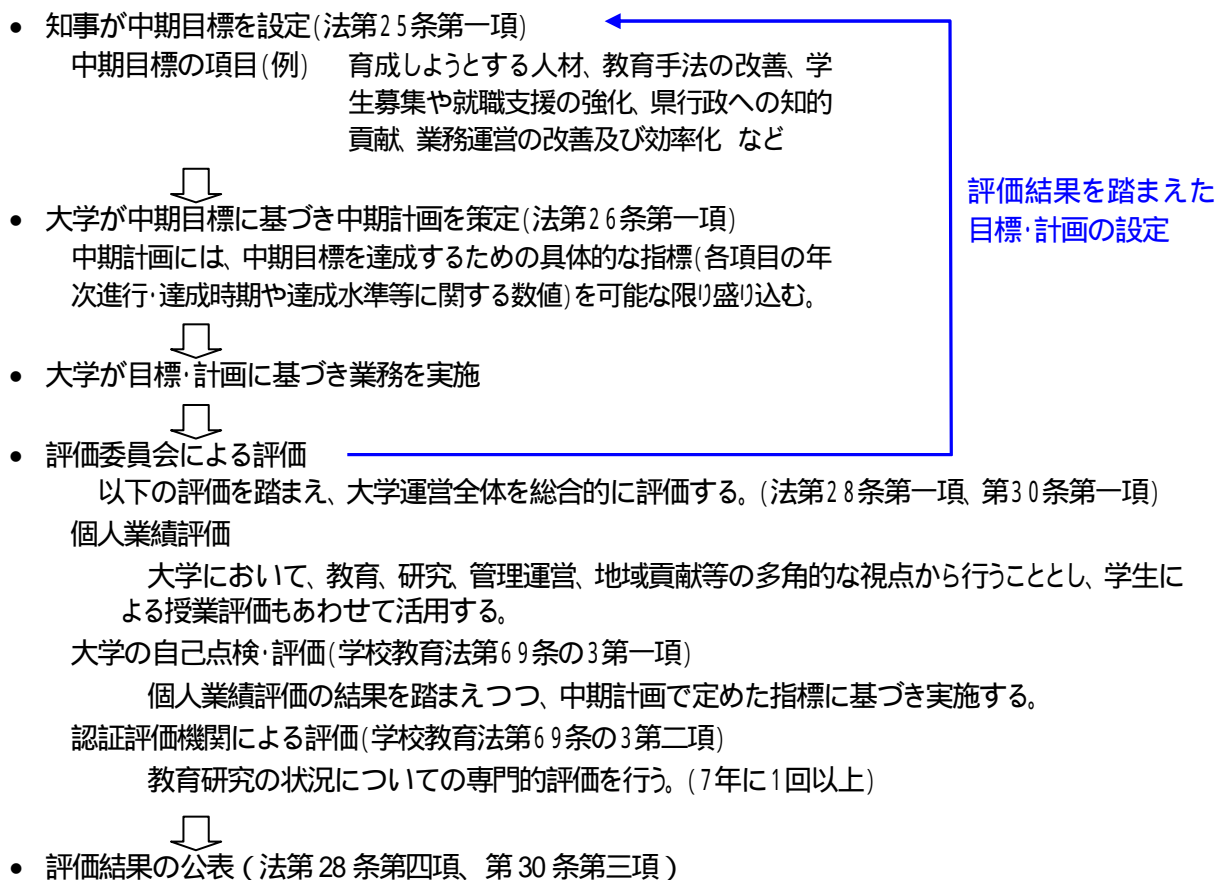 • 知事が中期目標を設定(法第25条第一項)
中期目標の項目(例) 育成しようとする人材、教育手法の改善、学
生募集や就職支援の強化、県行政への知的
貢献、業務運営の改善及び効率化 など
評価結果を踏まえた
目標・計画の設定
• 大学が中期目標に基づき中期計画を策定(法第26条第一項)
中期計画には、中期目標を達成するための具体的な指標(各項目の年
次進行・達成時期や達成水準等に関する数値)を可能な限り盛り込む。
• 大学が目標・計画に基づき業務を実施
• 評価委員会による評価
以下の評価を踏まえ、大学運営全体を総合的に評価する。(法第28条第一項、第30条第一項)
個人業績評価
大学において、教育、研究、管理運営、地域貢献等の多角的な視点から行うこととし、学生に
よる授業評価もあわせて活用する。
大学の自己点検・評価(学校教育法第69条の3第一項)
個人業績評価の結果を踏まえつつ、中期計画で定めた指標に基づき実施する。
認証評価機関による評価(学校教育法第69条の3第二項)
教育研究の状況についての専門的評価を行う。(7年に1回以上)
• 評価結果の公表(法第28条第四項、第30条第三項)